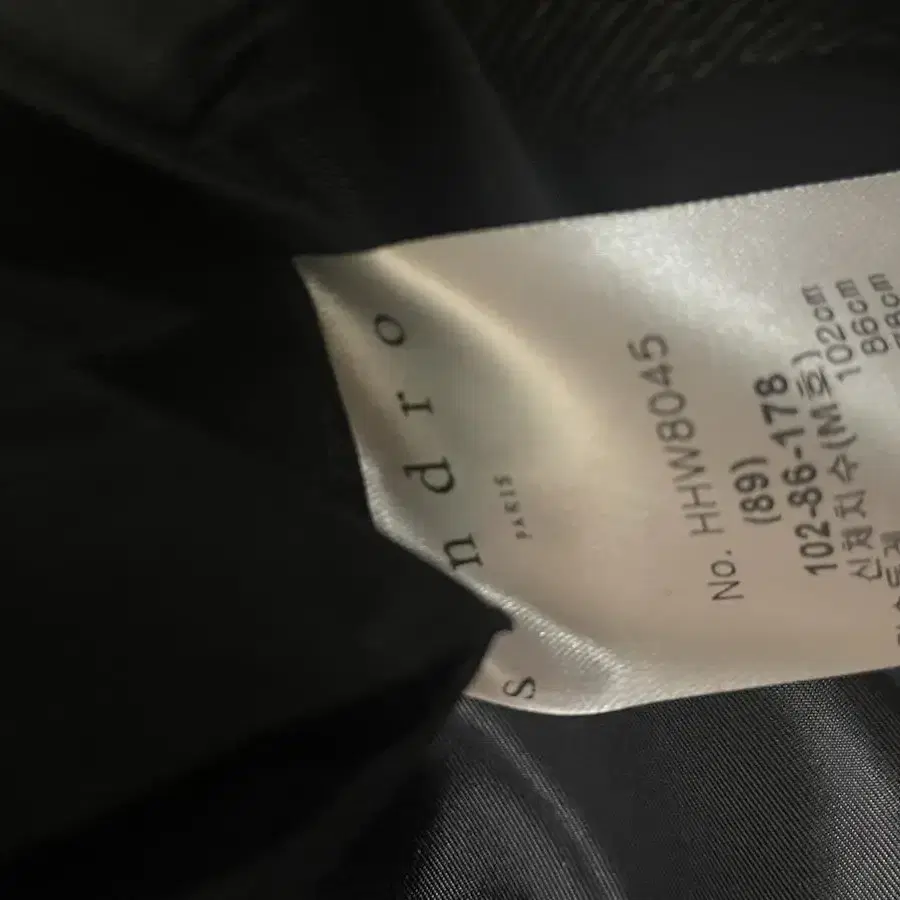 s ndro
PARIS
No. HHW8045
(89)
102-86-178
신체치수(M호)
102cm
86cm